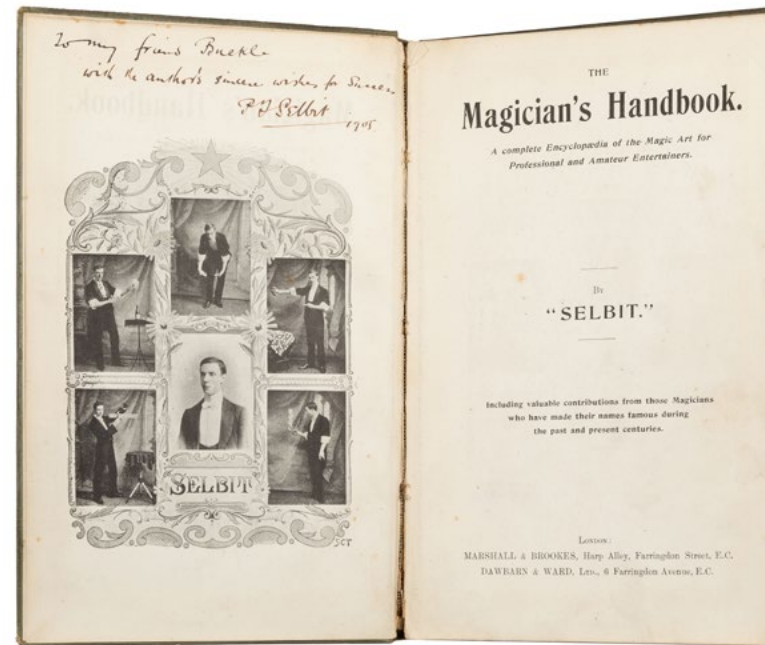 To my friend Buckle
with the author's sincere wishes for Success
P. T. Selbit
1905
SELBIT
SCT
THE
Magician's Handbook.
A complete Encyclopædia of the Magic Art for
Professional and Amateur Entertainers.
By
“SELBIT.”
Including valuable contributions from those Magicians
who have made their names famous during
the past and present centuries.
London:
MARSHALL & BROOKES, Harp Alley, Farringdon Street, E.C.
DAWBARN & WARD, Ltd., 6 Farringdon Avenue, E.C.